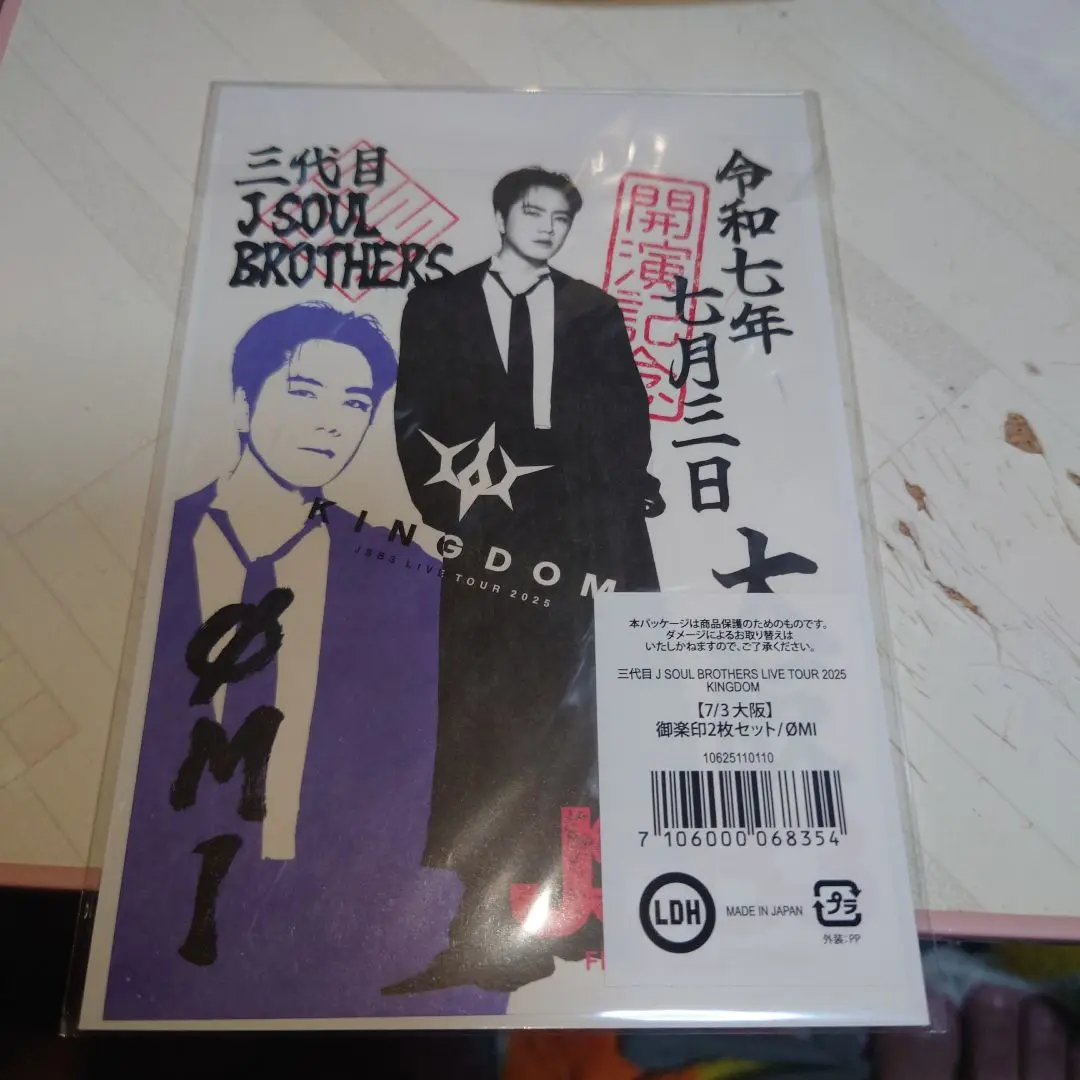 三代目
J SOUL
BROTHERS
開演記念
令和七年
七月三日
大
KINGDOM
JSB3 LIVE TOUR 2025
ØMI
本パッケージは商品保護のためのものです。
ダメージによるお取り替えは
いたしかねますので、ご了承ください。
三代目 J SOUL BROTHERS LIVE TOUR 2025
KINGDOM
【7/3 大阪】
御楽印2枚セット/ØMI
10625110110
7 106000 068354
LDH
MADE IN JAPAN
プラ
外装:PP